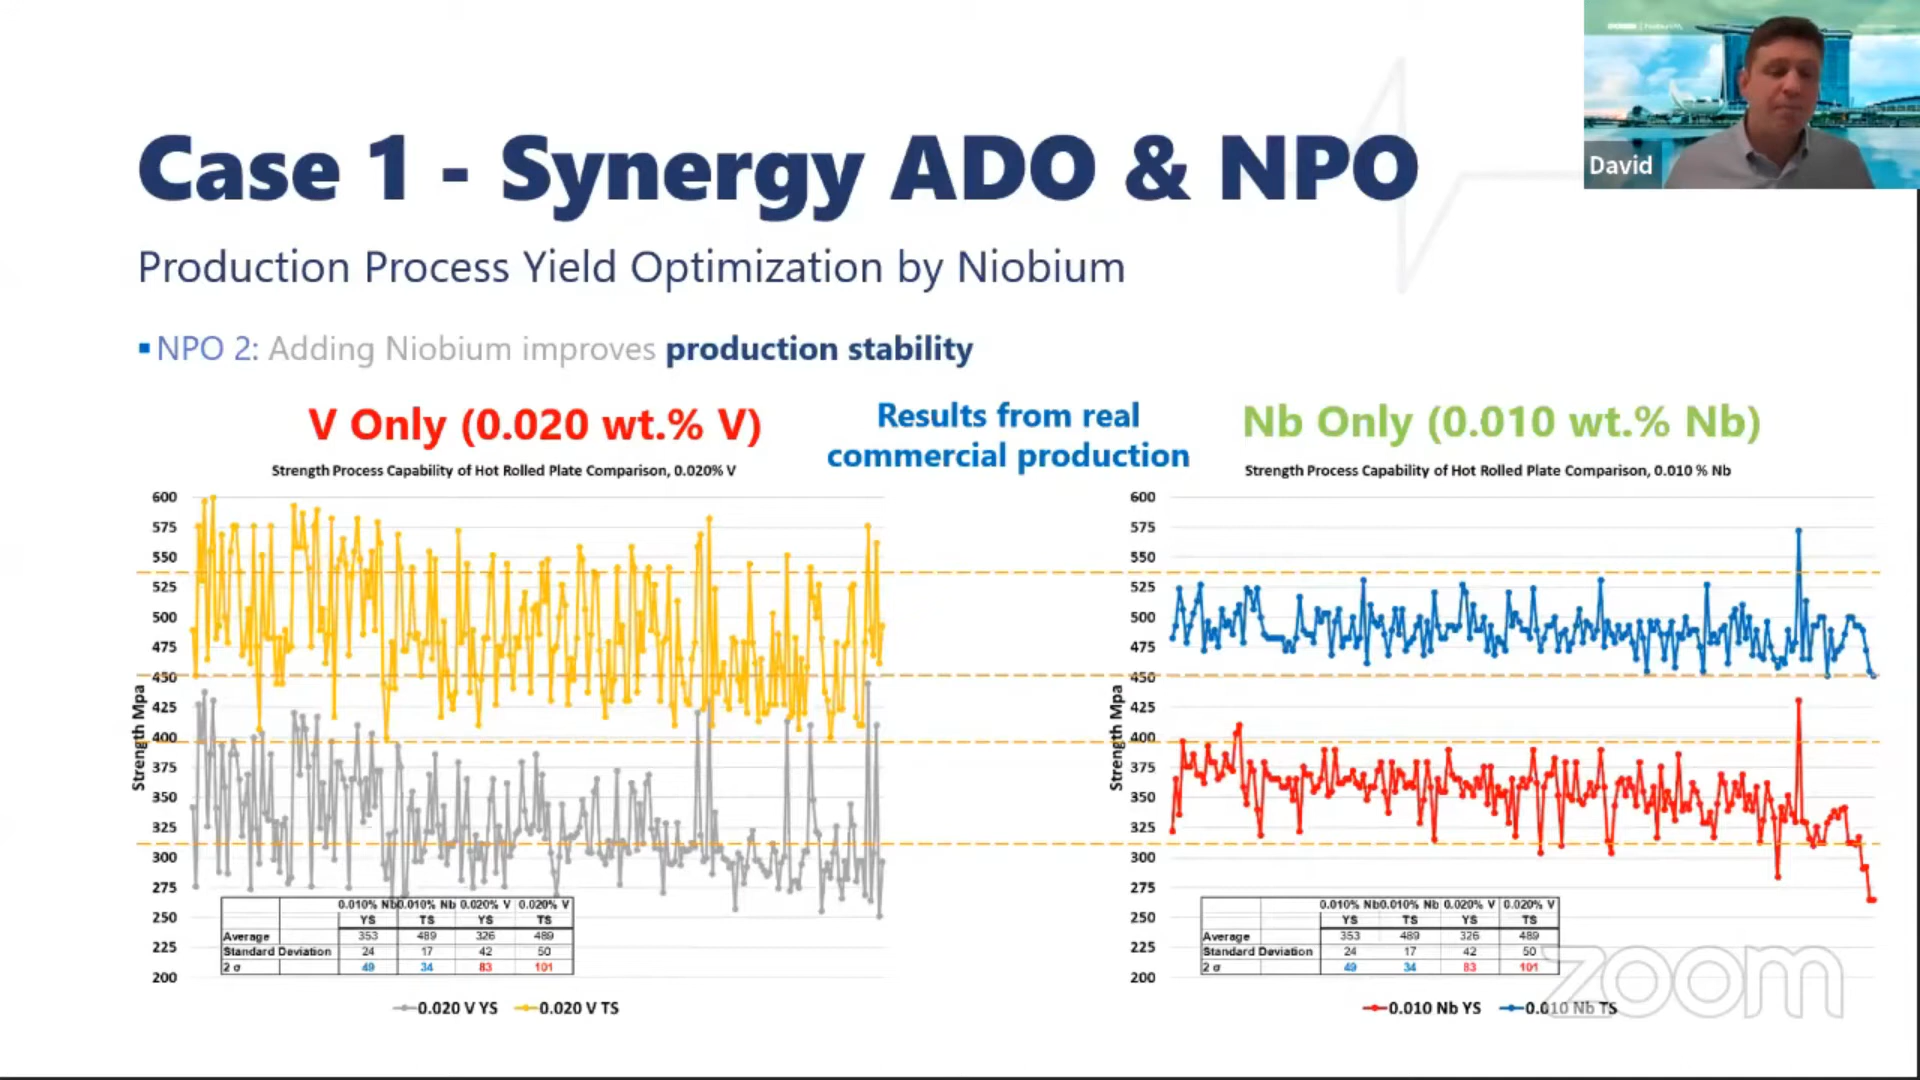 David
Case 1 - Synergy ADO & NPO
Production Process Yield Optimization by Niobium
NPO 2: Adding Niobium improves production stability
V Only (0.020 wt.% V)
Results from real
commercial production
Nb Only (0.010 wt.% Nb)
Strength Process Capability of Hot Rolled Plate Comparison, 0.020% V
Strength Process Capability of Hot Rolled Plate Comparison, 0.010 % Nb
Strength Mpa
600
575
550
525
500
475
450
425
400
375
350
325
300
275
250
225
200
0.010% Nb 0.010% Nb 0.020% V 0.020% V
YS TS YS TS
Average 353 489 326 489
Standard Deviation 24 17 42 50
2 σ 49 34 83 101
0.020 V YS 0.020 V TS
Strength Mpa
600
575
550
525
500
475
450
425
400
375
350
325
300
275
250
225
200
0.010% Nb 0.010% Nb 0.020% V 0.020% V
YS TS YS TS
Average 353 489 326 489
Standard Deviation 24 17 42 50
2 σ 49 34 83 101
0.010 Nb YS 0.010 Nb TS
zoom